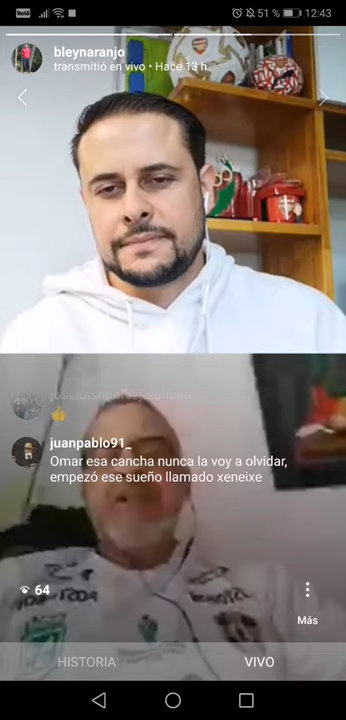 51 % 12:43
bleynaranjo
transmitió en vivo • Hace 13 h
👍
juanpablo91_
Omar esa cancha nunca la voy a olvidar,
empezó ese sueño llamado xeneixe
64
Más
HISTORIA
VIVO